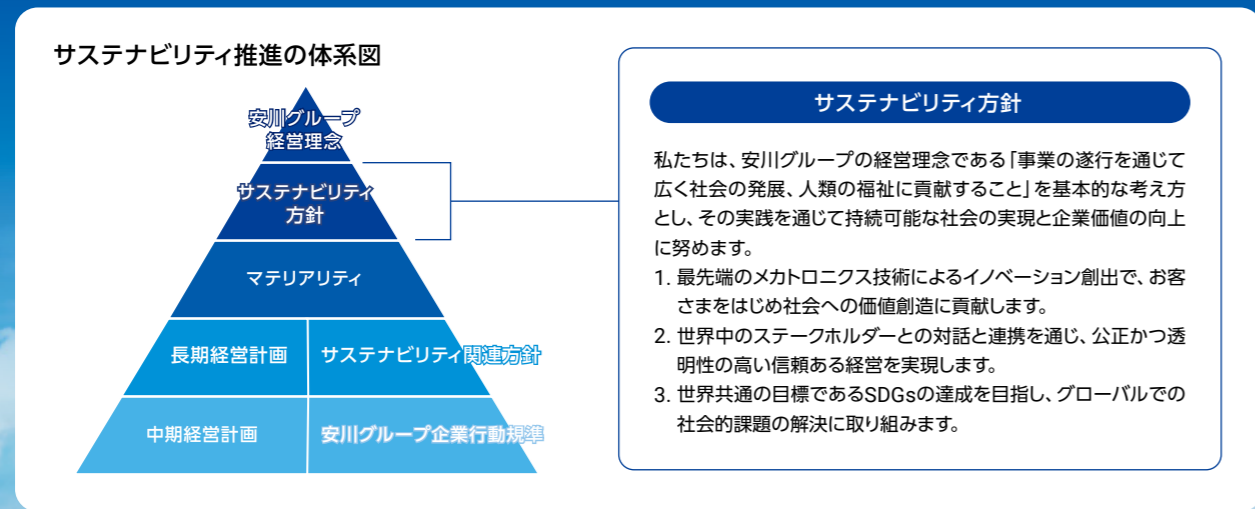 サステナビリティ推進の体系図
安川グループ
経営理念
サステナビリティ
方針
マテリアリティ
長期経営計画
サステナビリティ関連方針
中期経営計画
安川グループ企業行動規準
サステナビリティ方針
私たちは、安川グループの経営理念である「事業の遂行を通じて
広く社会の発展、人類の福祉に貢献すること」を基本的な考え方
とし、その実践を通じて持続可能な社会の実現と企業価値の向上
に努めます。
1. 最先端のメカトロニクス技術によるイノベーション創出で、お客
さまをはじめ社会への価値創造に貢献します。
2. 世界中のステークホルダーとの対話と連携を通じ、公正かつ透
明性の高い信頼ある経営を実現します。
3. 世界共通の目標であるSDGsの達成を目指し、グローバルでの
社会的課題の解決に取り組みます。